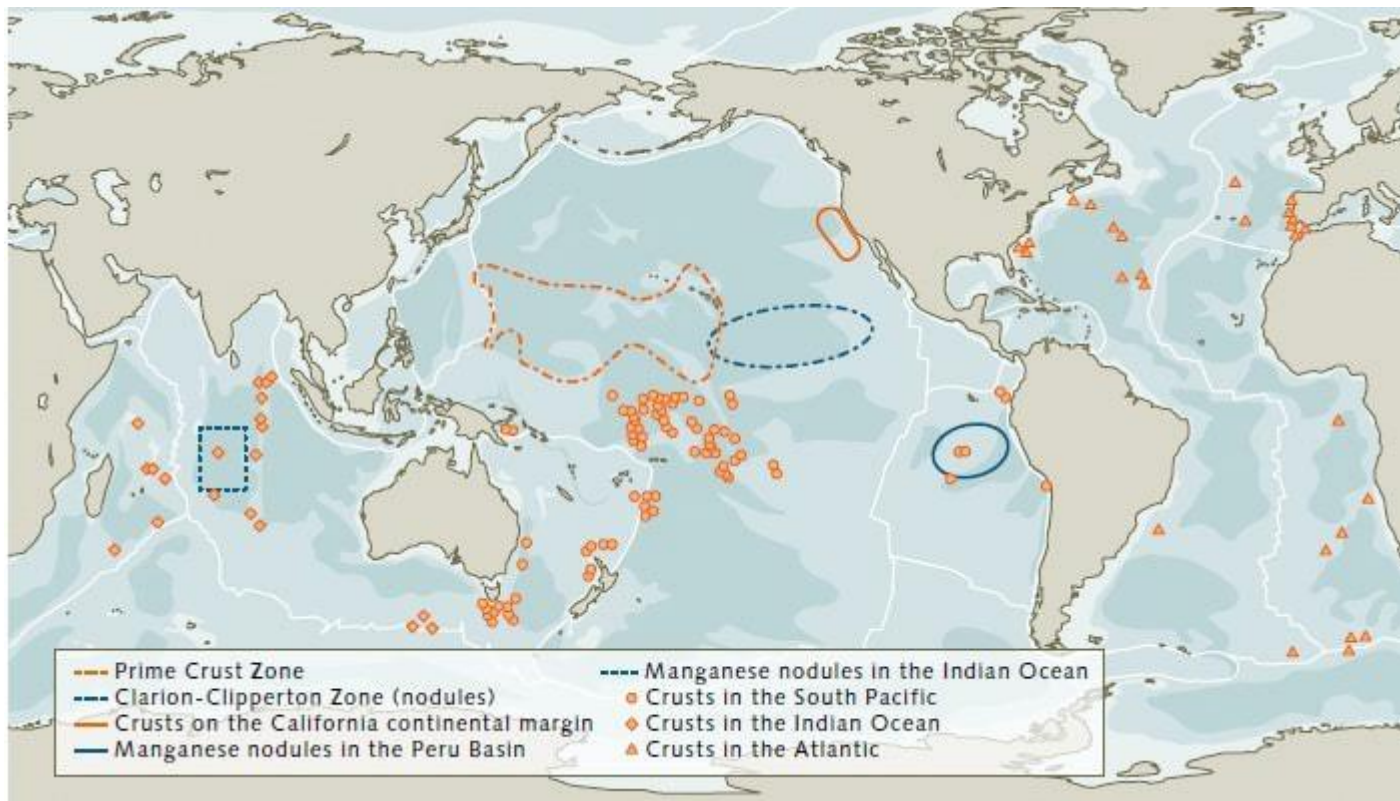 Prime Crust Zone
Clarion-Clipperton Zone (nodules)
Crusts on the California continental margin
Manganese nodules in the Peru Basin
Manganese nodules in the Indian Ocean
Crusts in the South Pacific
Crusts in the Indian Ocean
Crusts in the Atlantic